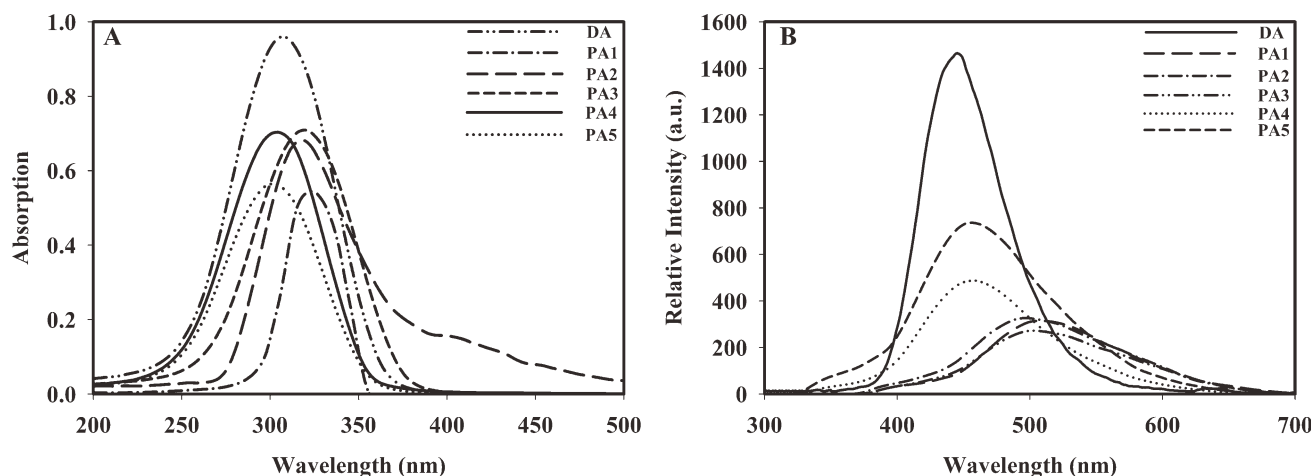 A
DA
PA1
PA2
PA3
PA4
PA5
Absorption
1.0
0.8
0.6
0.4
0.2
0.0
200 250 300 350 400 450 500
Wavelength (nm)
B
DA
PA1
PA2
PA3
PA4
PA5
Relative Intensity (a.u.)
1600
1400
1200
1000
800
600
400
200
0
300 400 500 600 700
Wavelength (nm)